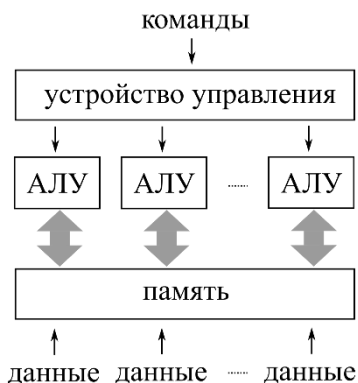 команды
устройство управления
АЛУ АЛУ ...... АЛУ
память
данные данные ...... данные